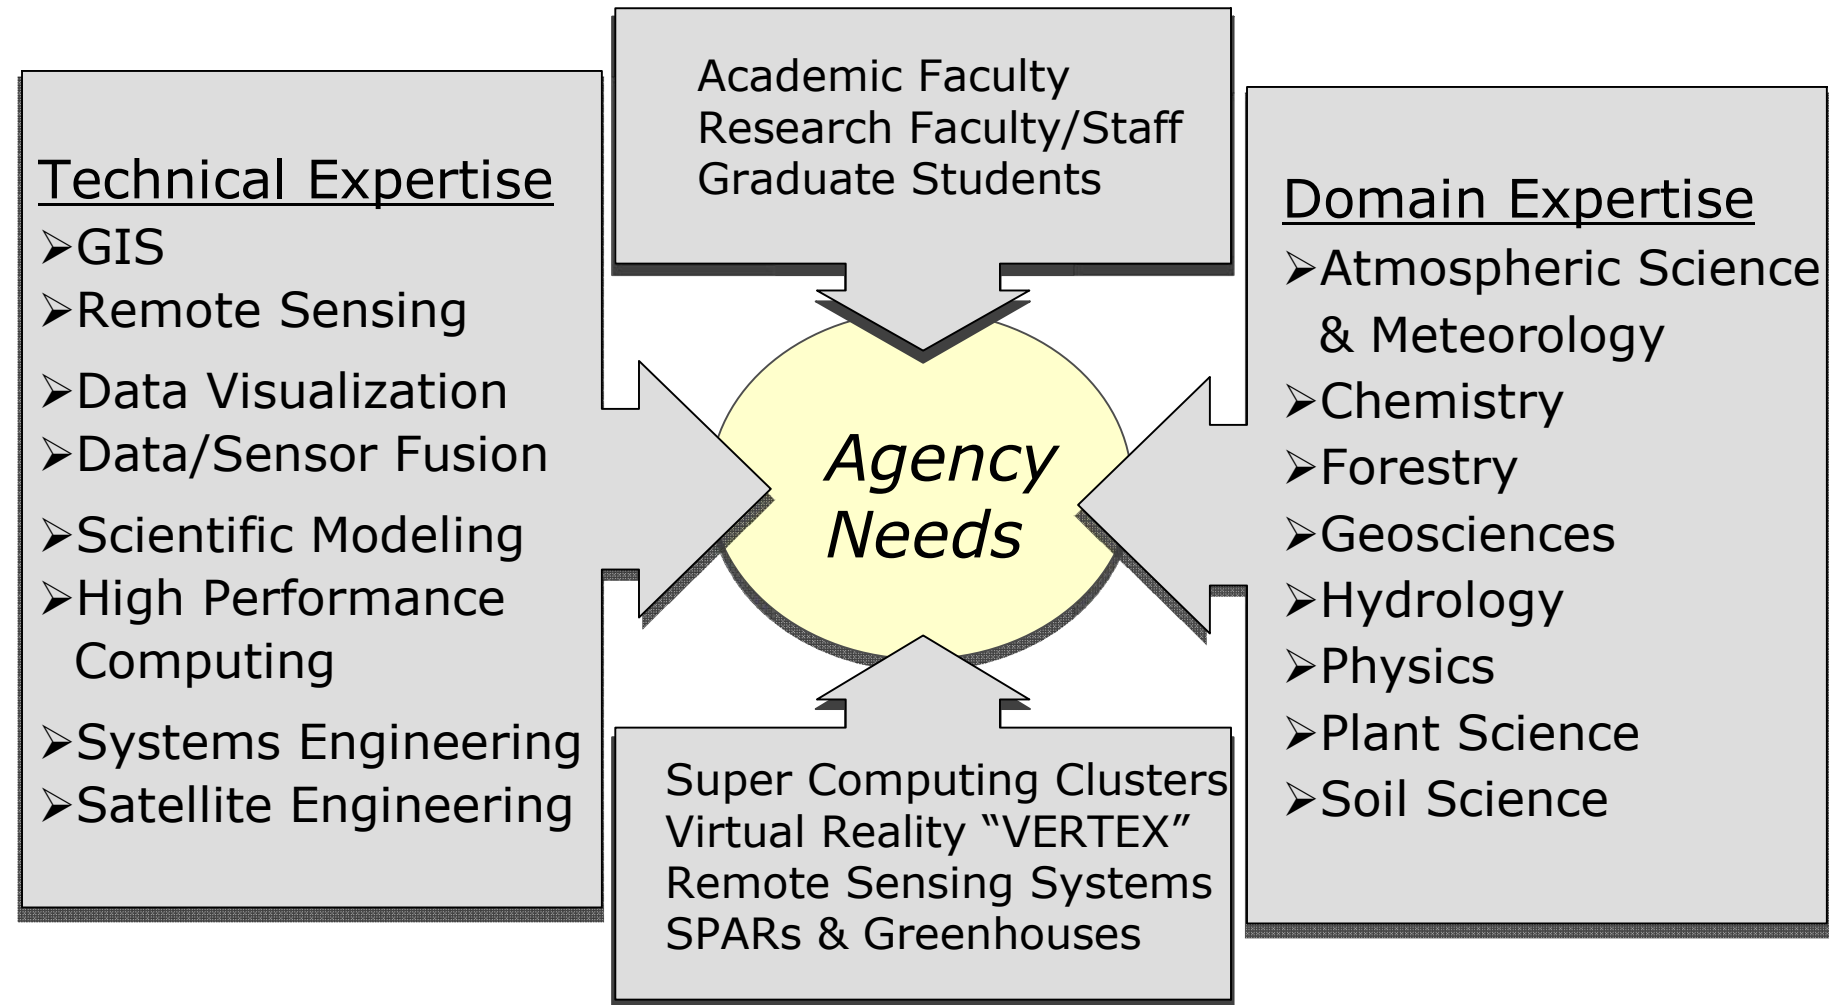 Academic Faculty
Research Faculty/Staff
Graduate Students
Technical Expertise
➢GIS
➢Remote Sensing
➢Data Visualization
➢Data/Sensor Fusion
➢Scientific Modeling
➢High Performance
Computing
➢Systems Engineering
➢Satellite Engineering
Agency
Needs
Domain Expertise
➢Atmospheric Science
& Meteorology
➢Chemistry
➢Forestry
➢Geosciences
➢Hydrology
➢Physics
➢Plant Science
➢Soil Science
Super Computing Clusters
Virtual Reality “VERTEX”
Remote Sensing Systems
SPARs & Greenhouses